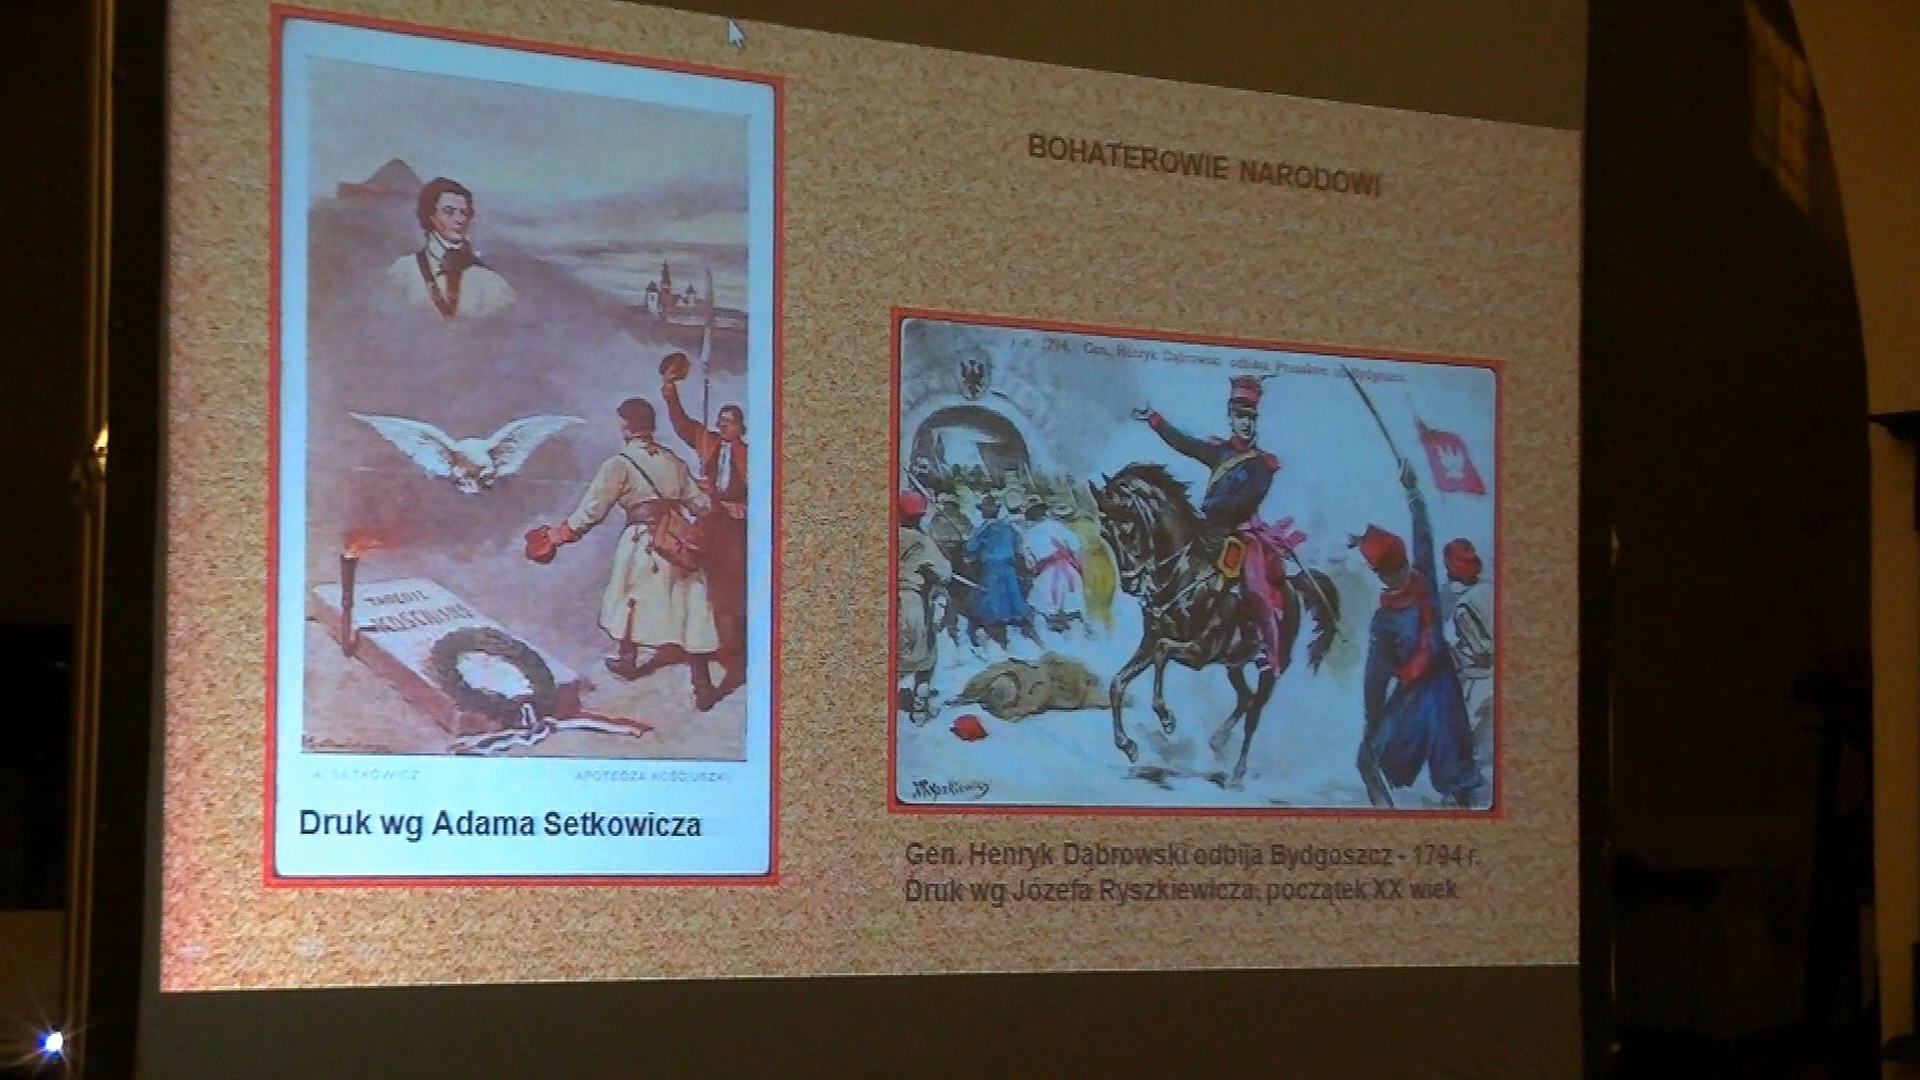 BOHATEROWIE NARODOWI
TADEUSZ
KOŚCIUSZKO
A. SETKOWICZ
APOTEOZA KOŚCIUSZKI
Druk wg Adama Setkowicza
1794. Gen. Henryk Dąbrowski odbiera Prusakom Bydgoszcz.
Gen. Henryk Dąbrowski odbija Bydgoszcz - 1794 r.
Druk wg Józefa Ryszkiewicza, początek XX wiek